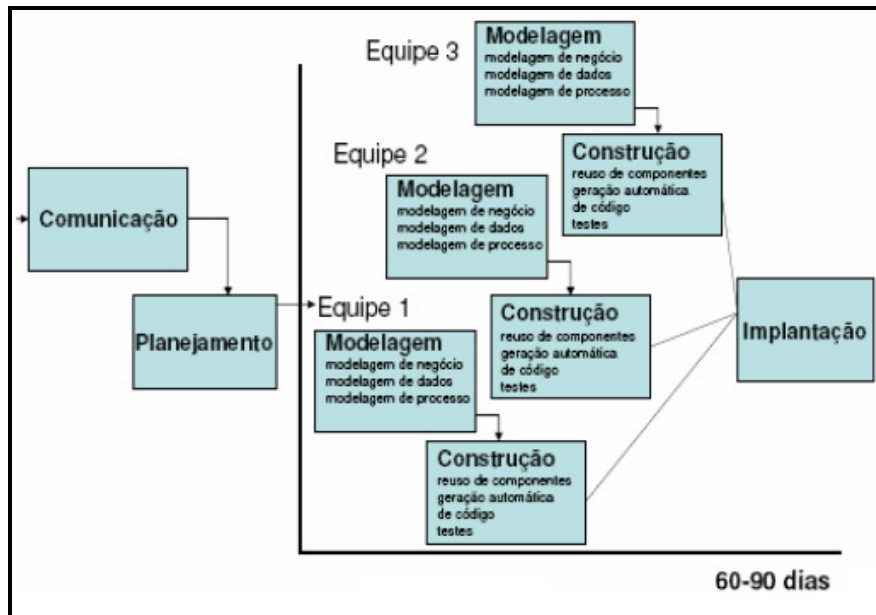 Comunicação
Planejamento
Equipe 1
Modelagem
modelagem de negócio
modelagem de dados
modelagem de processo
Construção
reuso de componentes
geração automática
de código
testes
Equipe 2
Modelagem
modelagem de negócio
modelagem de dados
modelagem de processo
Construção
reuso de componentes
geração automática
de código
testes
Equipe 3
Modelagem
modelagem de negócio
modelagem de dados
modelagem de processo
Construção
reuso de componentes
geração automática
de código
testes
Implantação
60-90 dias